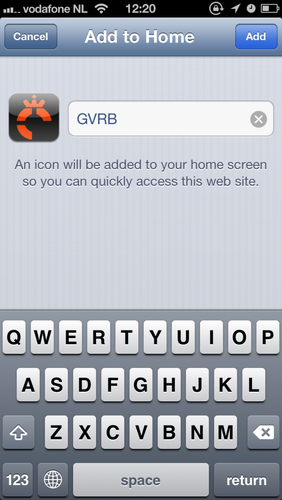 vodafone NL 12:20
Cancel Add to Home Add
GVRB
An icon will be added to your home screen
so you can quickly access this web site.
Q W E R T Y U I O P
A S D F G H J K L
Z X C V B N M
123 space return